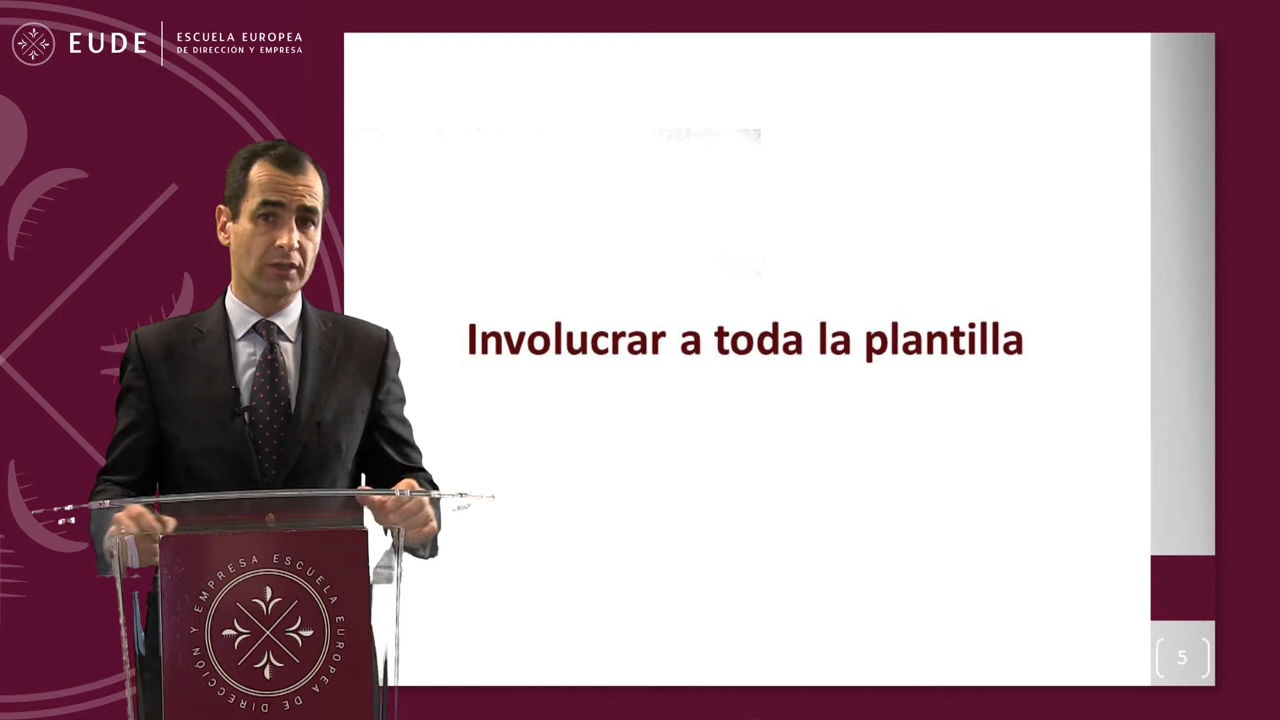 EUDE
ESCUELA EUROPEA
DE DIRECCIÓN Y EMPRESA
Involucrar a toda la plantilla
ESCUELA EUROPEA DE DIRECCIÓN Y EMPRESA
5